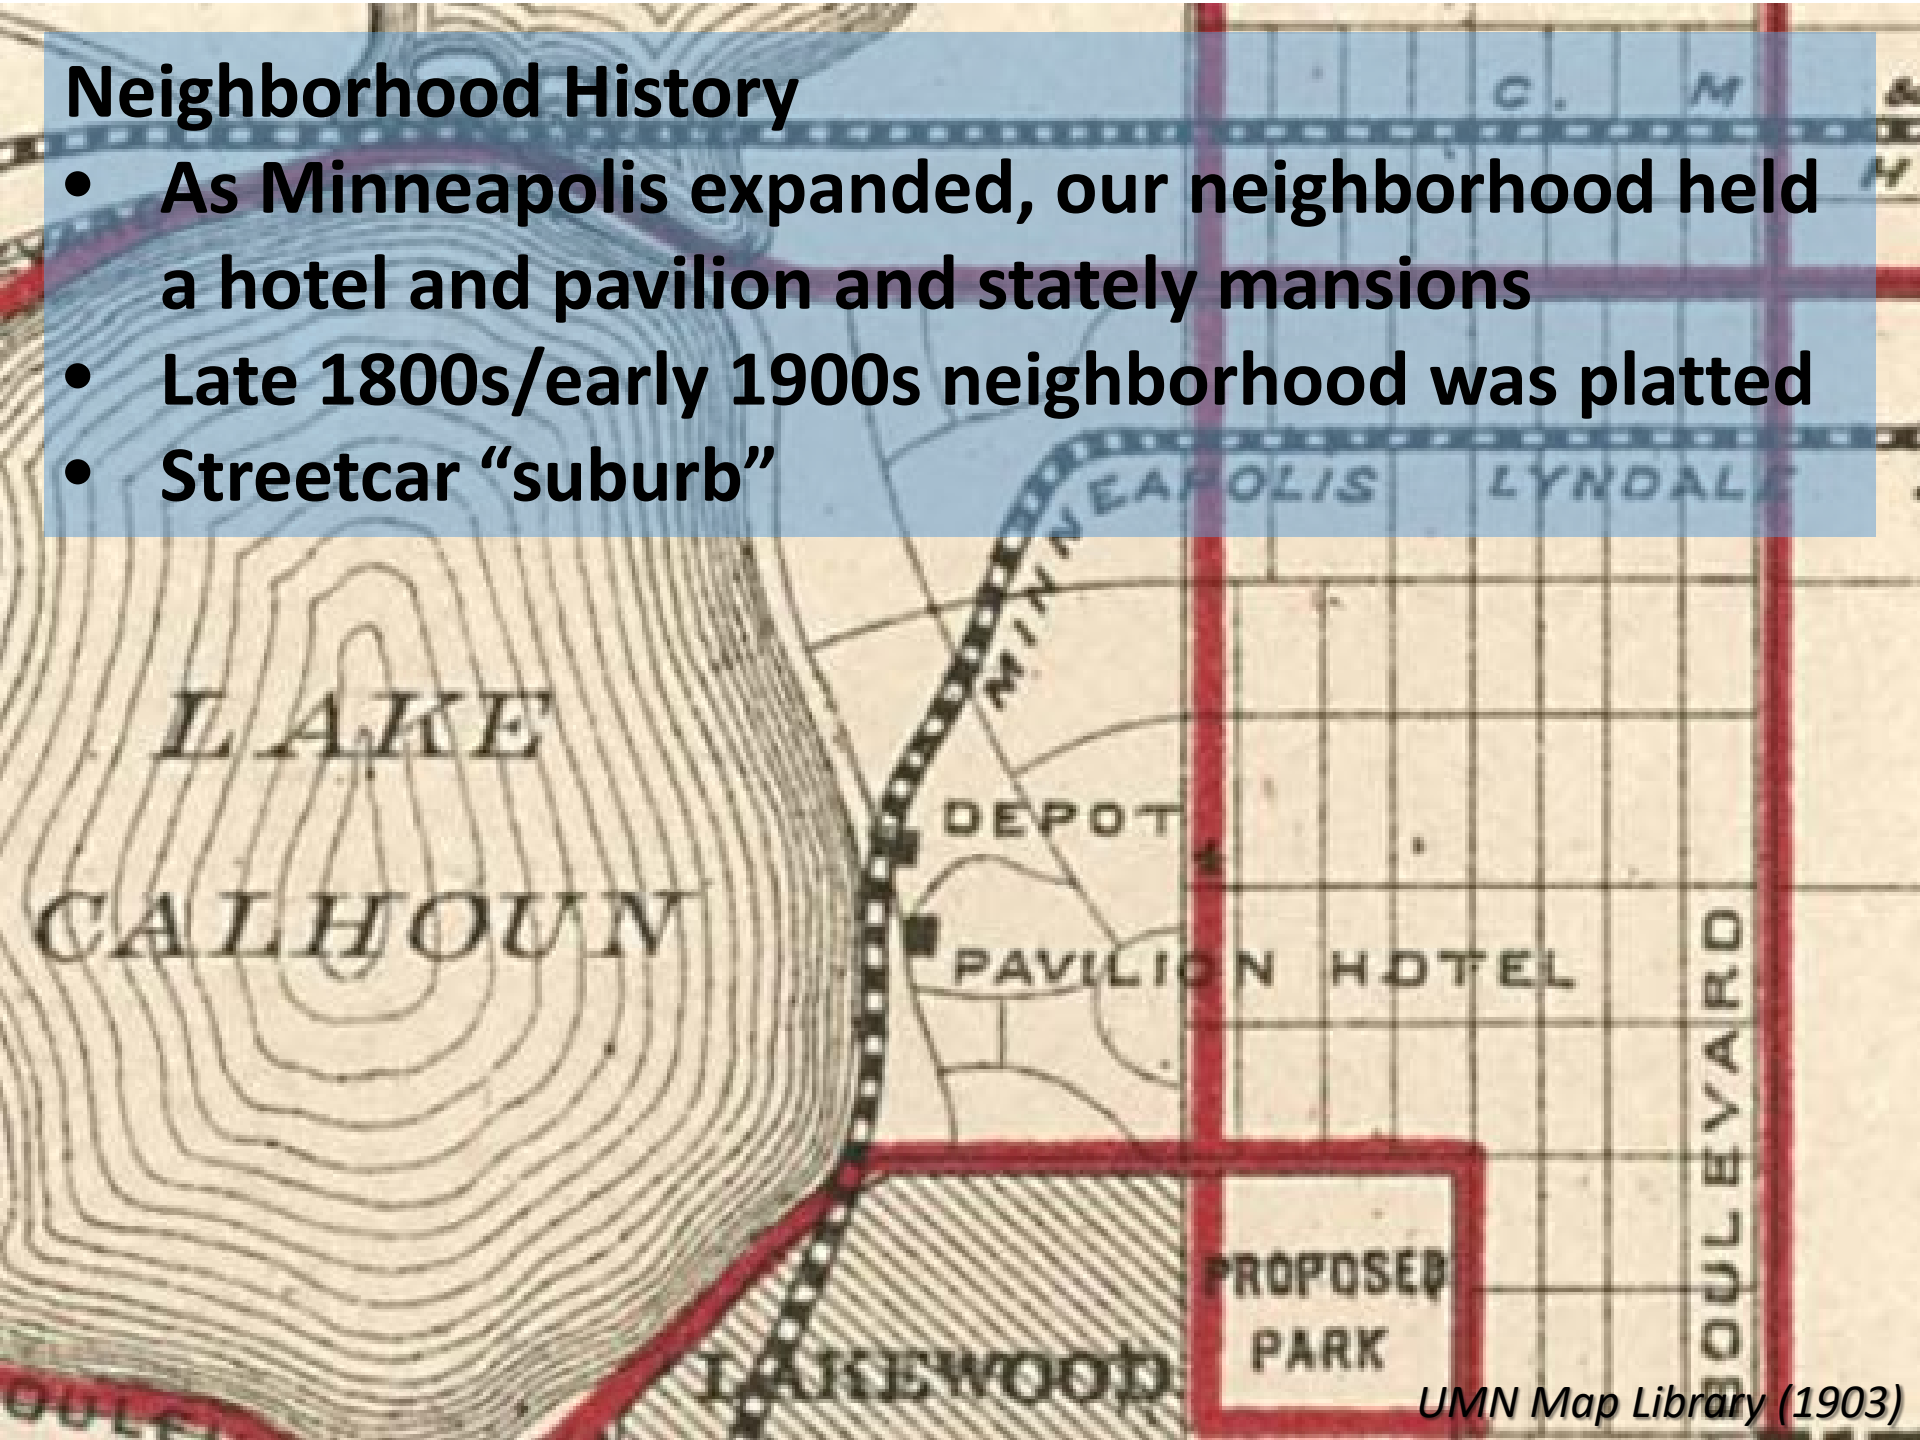 Neighborhood History
• As Minneapolis expanded, our neighborhood held
a hotel and pavilion and stately mansions
• Late 1800s/early 1900s neighborhood was platted
• Streetcar “suburb”
C. M &
M
MINNEAPOLIS LYNDALE
LAKE
CALHOUN
DEPOT
PAVILION HOTEL
BOULEVARD
PROPOSED
PARK
LAKEWOOD
UMN Map Library (1903)